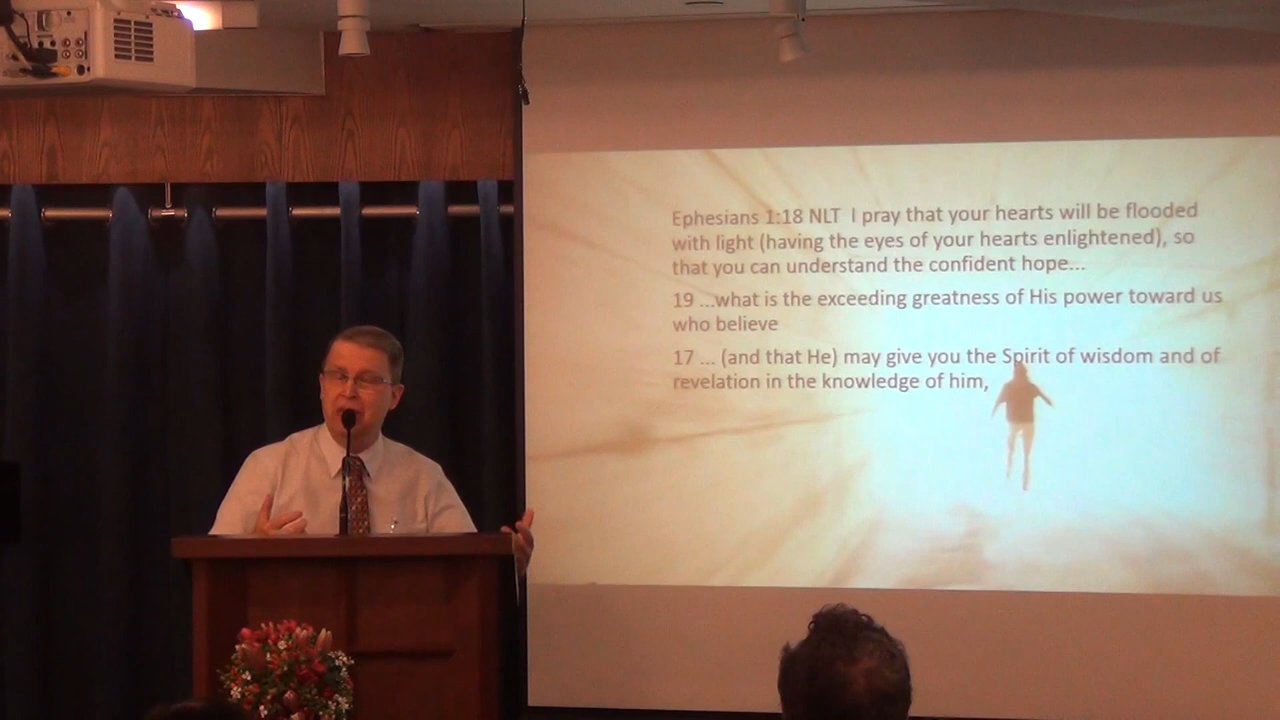 Ephesians 1:18 NLT  I pray that your hearts will be flooded
with light (having the eyes of your hearts enlightened), so
that you can understand the confident hope...
19 ...what is the exceeding greatness of His power toward us
who believe
17 ... (and that He) may give you the Spirit of wisdom and of
revelation in the knowledge of him,